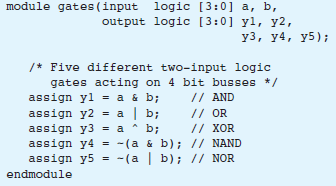 module gates(input logic [3:0] a, b,
output logic [3:0] y1, y2,
y3, y4, y5);
/* Five different two-input logic
gates acting on 4 bit busses */
assign y1 = a & b; // AND
assign y2 = a | b; // OR
assign y3 = a ^ b; // XOR
assign y4 = ~(a & b); // NAND
assign y5 = ~(a | b); // NOR
endmodule